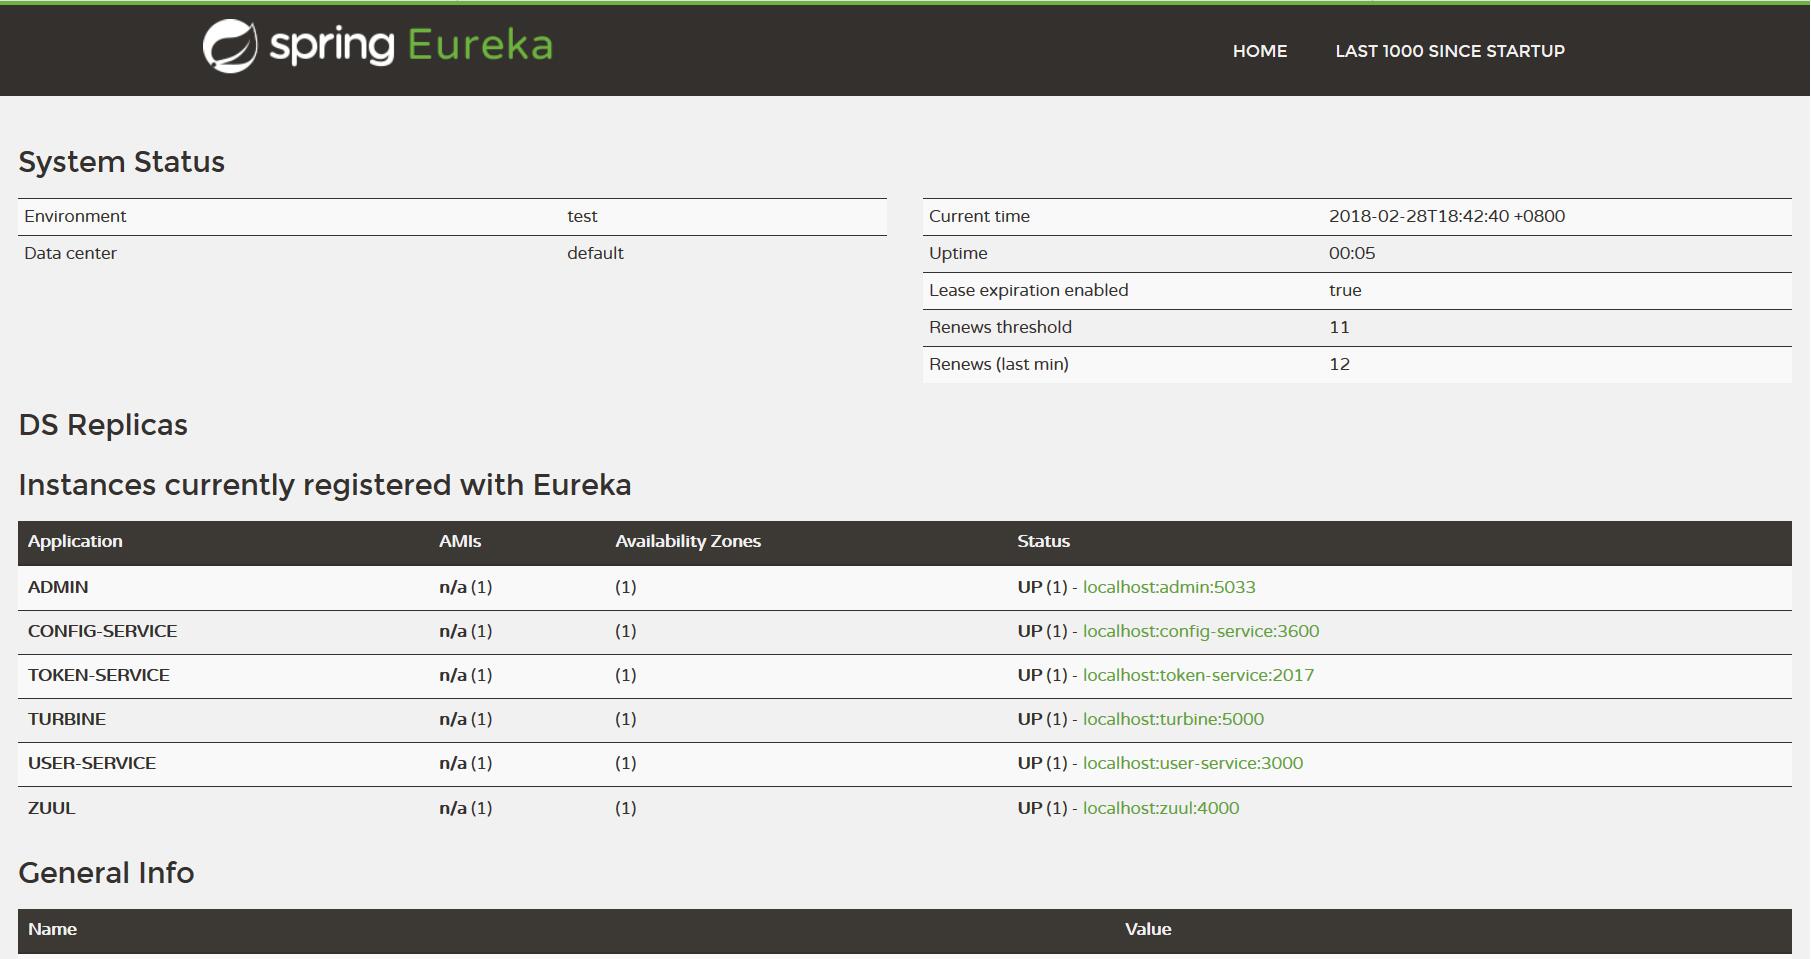 spring Eureka
HOME LAST 1000 SINCE STARTUP
System Status
Environment test
Data center default
Current time 2018-02-28T18:42:40 +0800
Uptime 00:05
Lease expiration enabled true
Renews threshold 11
Renews (last min) 12
DS Replicas
Instances currently registered with Eureka
Application AMIs Availability Zones Status
ADMIN n/a (1) (1) UP (1) - localhost:admin:5033
CONFIG-SERVICE n/a (1) (1) UP (1) - localhost:config-service:3600
TOKEN-SERVICE n/a (1) (1) UP (1) - localhost:token-service:2017
TURBINE n/a (1) (1) UP (1) - localhost:turbine:5000
USER-SERVICE n/a (1) (1) UP (1) - localhost:user-service:3000
ZUUL n/a (1) (1) UP (1) - localhost:zuul:4000
General Info
Name Value